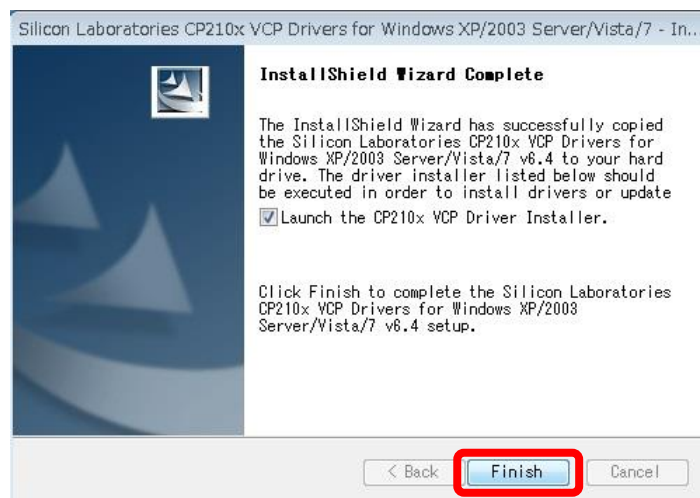 Silicon Laboratories CP210x VCP Drivers for Windows XP/2003 Server/Vista/7 - In...
InstallShield Wizard Complete
The InstallShield Wizard has successfully copied
the Silicon Laboratories CP210x VCP Drivers for
Windows XP/2003 Server/Vista/7 v6.4 to your hard
drive. The driver installer listed below should
be executed in order to install drivers or update
Launch the CP210x VCP Driver Installer.
Click Finish to complete the Silicon Laboratories
CP210x VCP Drivers for Windows XP/2003
Server/Vista/7 v6.4 setup.
< Back Finish Cancel